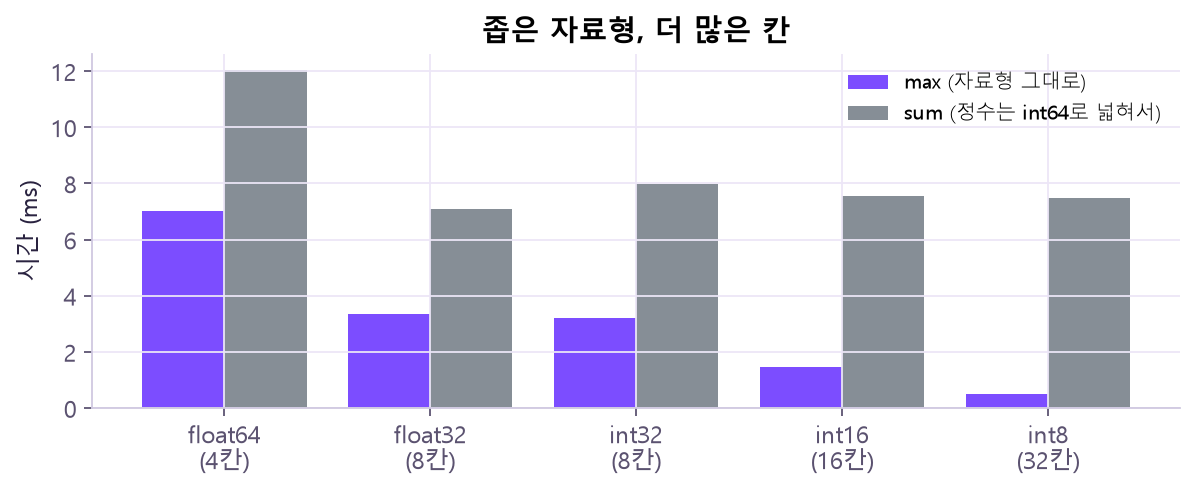 좁은 자료형, 더 많은 칸
max (자료형 그대로)
sum (정수는 int64로 넓혀서)
시간 (ms)
12
10
8
6
4
2
0
float64 float32 int32 int16 int8
(4칸) (8칸) (8칸) (16칸) (32칸)